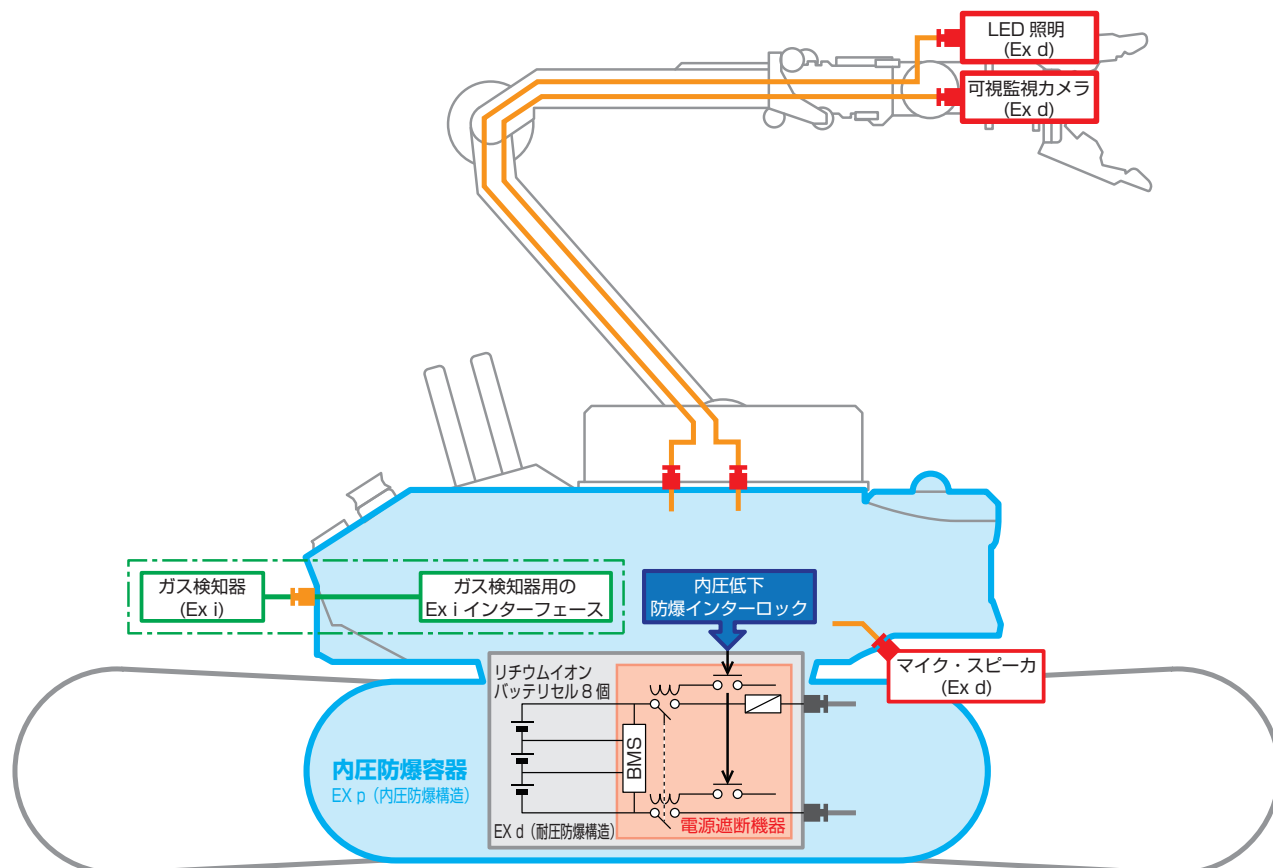 LED 照明
(Ex d)
可視監視カメラ
(Ex d)
ガス検知器
(Ex i)
ガス検知器用の
Ex i インターフェース
内圧低下
防爆インターロック
マイク・スピーカ
(Ex d)
リチウムイオン
バッテリセル 8 個
BMS
内圧防爆容器
EX p（内圧防爆構造）
EX d（耐圧防爆構造）
電源遮断機器